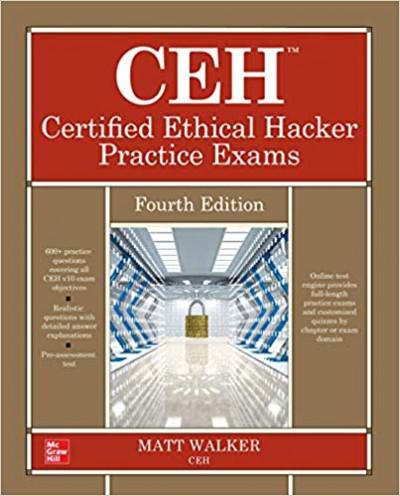 CEH™
Certified Ethical Hacker
Practice Exams
Fourth Edition
600+ practice
questions
covering all
CEH v10 exam
objectives
Realistic
questions with
detailed answer
explanations
Pre-assessment
test
Online test
engine provides
full-length
practice exams
and customized
quizzes by
chapter or exam
domain
Mc
Graw
Hill
MATT WALKER
CEH